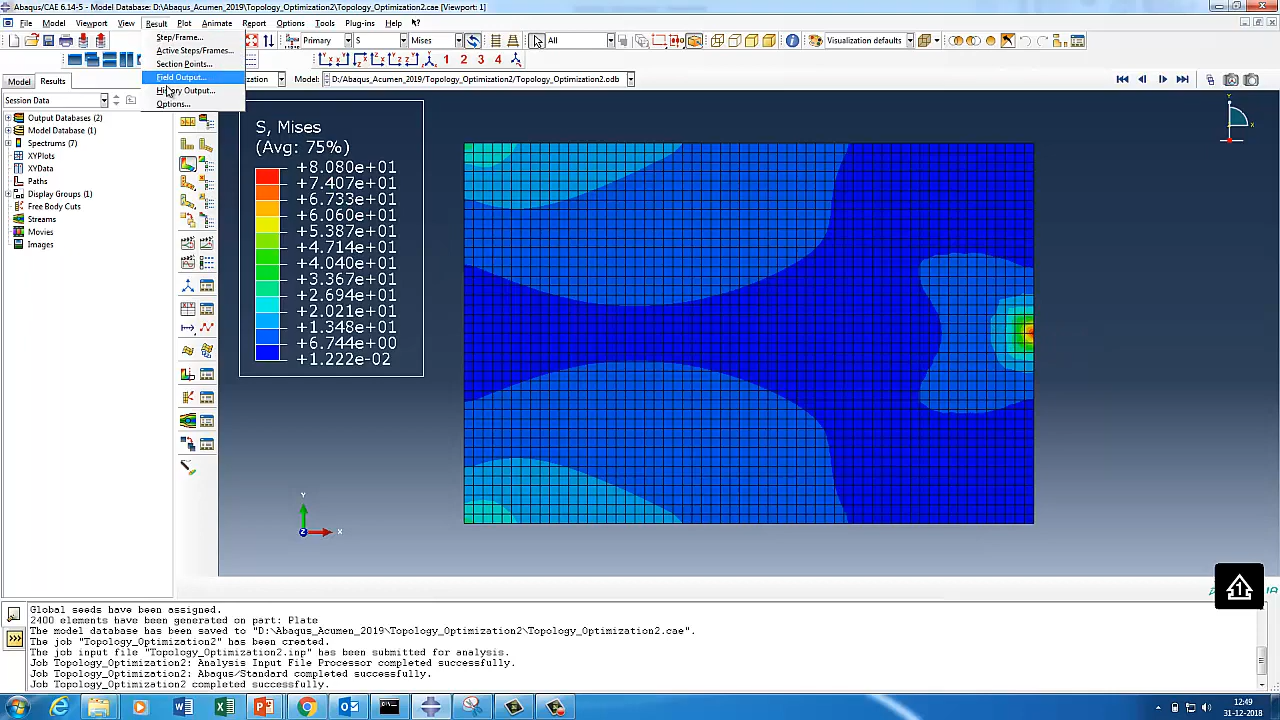 Abaqus/CAE 6.14-5 - Model Database: D:\Abaqus_Acumen_2019\Topology_Optimization2\Topology_Optimization2.cae [Viewport: 1]
File Model Viewport View Result Plot Animate Report Options Tools Plug-ins Help
Primary S Mises All Visualization defaults
1 2 3 4
Model: D:/Abaqus_Acumen_2019/Topology_Optimization2/Topology_Optimization2.odb
Step/Frame...
Active Steps/Frames...
Section Points...
Field Output...
History Output...
Options...
Model Results
Session Data
Output Databases (2)
Model Database (1)
Spectrums (7)
XYPlots
XYData
Paths
Display Groups (1)
Free Body Cuts
Streams
Movies
Images
S, Mises
(Avg: 75%)
+8.080e+01
+7.407e+01
+6.733e+01
+6.060e+01
+5.387e+01
+4.714e+01
+4.040e+01
+3.367e+01
+2.694e+01
+2.021e+01
+1.348e+01
+6.744e+00
+1.222e-02
Y
X
Z
Y
X
Global seeds have been assigned.
2400 elements have been generated on part: Plate
The model database has been saved to "D:\Abaqus_Acumen_2019\Topology_Optimization2\Topology_Optimization2.cae".
The job "Topology_Optimization2" has been created.
The job input file "Topology_Optimization2.inp" has been submitted for analysis.
Job Topology_Optimization2: Analysis Input File Processor completed successfully.
Job Topology_Optimization2: Abaqus/Standard completed successfully.
Job Topology_Optimization2 completed successfully.
12:49
31-12-2018